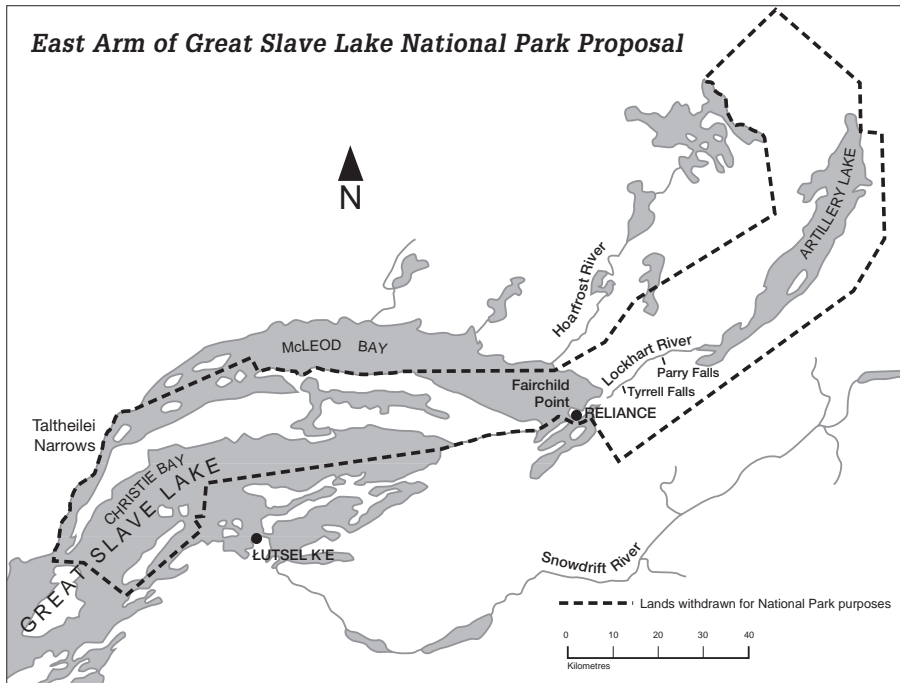 East Arm of Great Slave Lake National Park Proposal
N
ARTILLERY LAKE
Hoarfrost River
McLEOD BAY
Lockhart River
Parry Falls
Fairchild
Point
Tyrrell Falls
RELIANCE
Taltheilei
Narrows
CHRISTIE BAY
GREAT SLAVE LAKE
ŁUTSEL K'E
Snowdrift River
Lands withdrawn for National Park purposes
0 10 20 30 40
Kilometres